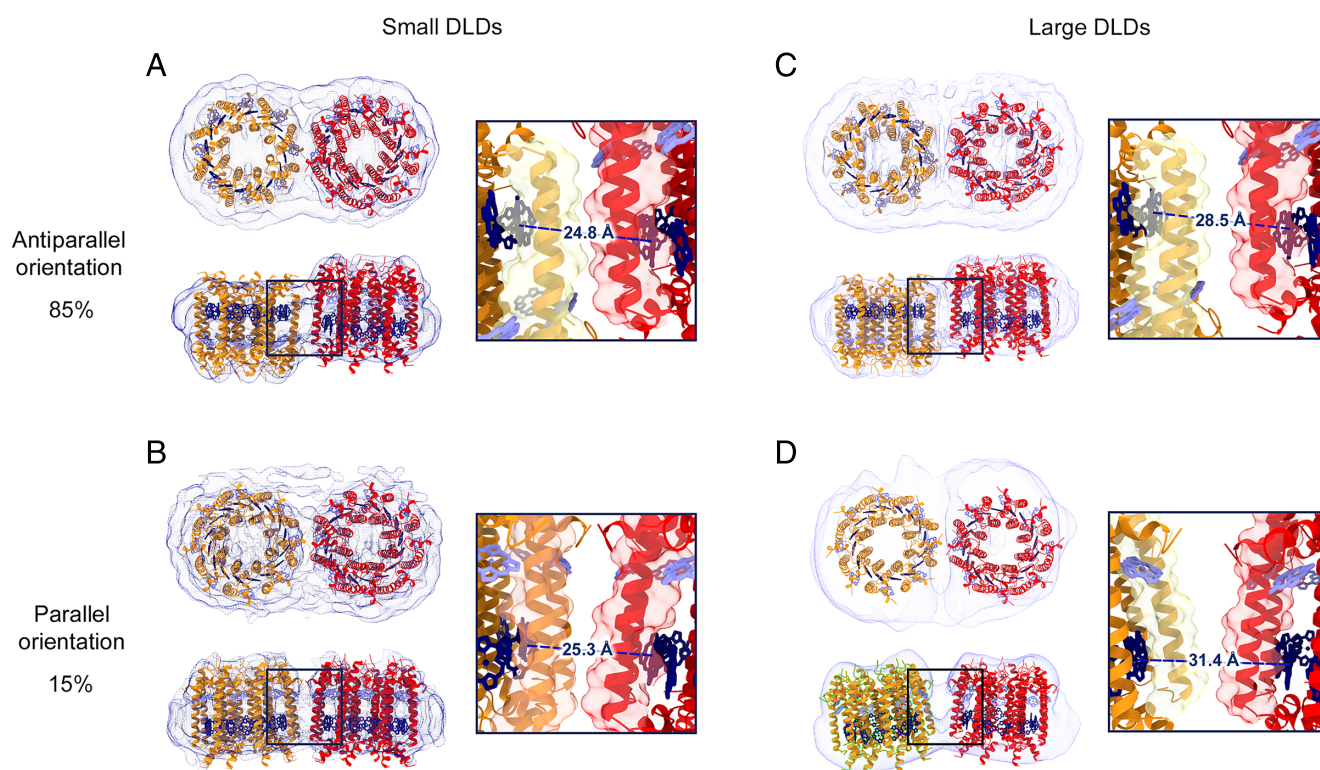 Small DLDs
Large DLDs
A
C
24.8 Å
28.5 Å
Antiparallel
orientation
85%
B
D
25.3 Å
31.4 Å
Parallel
orientation
15%